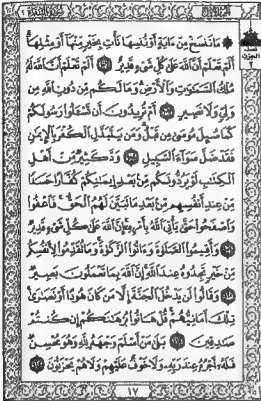 ۞ مَا نَنسَخْ مِنْ ءَايَةٍ أَوْ نُنسِهَا نَأْتِ بِخَيْرٍ مِّنْهَآ أَوْ مِثْلِهَآ
أَلَمْ تَعْلَمْ أَنَّ ٱللَّهَ عَلَىٰ كُلِّ شَىْءٍ قَدِيرٌ ١٠٦ أَلَمْ تَعْلَمْ أَنَّ ٱللَّهَ لَهُۥ
مُلْكُ ٱلسَّمَٰوَٰتِ وَٱلْأَرْضِ وَمَا لَكُم مِّن دُونِ ٱللَّهِ مِن
وَلِىٍّ وَلَا نَصِيرٍ ١٠٧ أَمْ تُرِيدُونَ أَن تَسْـَٔلُوا۟ رَسُولَكُمْ
كَمَا سُئِلَ مُوسَىٰ مِن قَبْلُ وَمَن يَتَبَدَّلِ ٱلْكُفْرَ بِٱلْإِيمَٰنِ
فَقَدْ ضَلَّ سَوَآءَ ٱلسَّبِيلِ ١٠٨ وَدَّ كَثِيرٌ مِّنْ أَهْلِ
ٱلْكِتَٰبِ لَوْ يَرُدُّونَكُم مِّنۢ بَعْدِ إِيمَٰنِكُمْ كُفَّارًا حَسَدًا
مِّنْ عِندِ أَنفُسِهِم مِّنۢ بَعْدِ مَا تَبَيَّنَ لَهُمُ ٱلْحَقُّ فَٱعْفُوا۟
وَٱصْفَحُوا۟ حَتَّىٰ يَأْتِىَ ٱللَّهُ بِأَمْرِهِۦٓ إِنَّ ٱللَّهَ عَلَىٰ كُلِّ شَىْءٍ قَدِيرٌ
١٠٩ وَأَقِيمُوا۟ ٱلصَّلَوٰةَ وَءَاتُوا۟ ٱلزَّكَوٰةَ وَمَا تُقَدِّمُوا۟ لِأَنفُسِكُم
مِّنْ خَيْرٍ تَجِدُوهُ عِندَ ٱللَّهِ إِنَّ ٱللَّهَ بِمَا تَعْمَلُونَ بَصِيرٌ
١١٠ وَقَالُوا۟ لَن يَدْخُلَ ٱلْجَنَّةَ إِلَّا مَن كَانَ هُودًا أَوْ نَصَٰرَىٰ
تِلْكَ أَمَانِيُّهُمْ قُلْ هَاتُوا۟ بُرْهَٰنَكُمْ إِن كُنتُمْ
صَٰدِقِينَ ١١١ بَلَىٰ مَنْ أَسْلَمَ وَجْهَهُۥ لِلَّهِ وَهُوَ مُحْسِنٌ
فَلَهُۥٓ أَجْرُهُۥ عِندَ رَبِّهِۦ وَلَا خَوْفٌ عَلَيْهِمْ وَلَا هُمْ يَحْزَنُونَ ١١٢
١٧